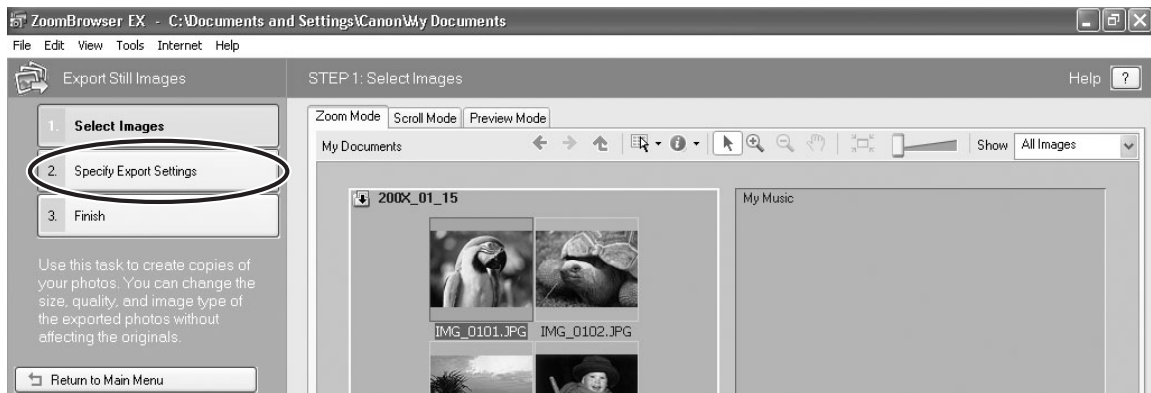 ZoomBrowser EX - C:\Documents and Settings\Canon\My Documents
File Edit View Tools Internet Help
Export Still Images
STEP 1: Select Images
Help ?
1. Select Images
2. Specify Export Settings
3. Finish
Use this task to create copies of
your photos. You can change the
size, quality, and image type of
the exported photos without
affecting the originals.
Return to Main Menu
Zoom Mode Scroll Mode Preview Mode
My Documents
Show All Images
200X_01_15
My Music
IMG_0101.JPG IMG_0102.JPG